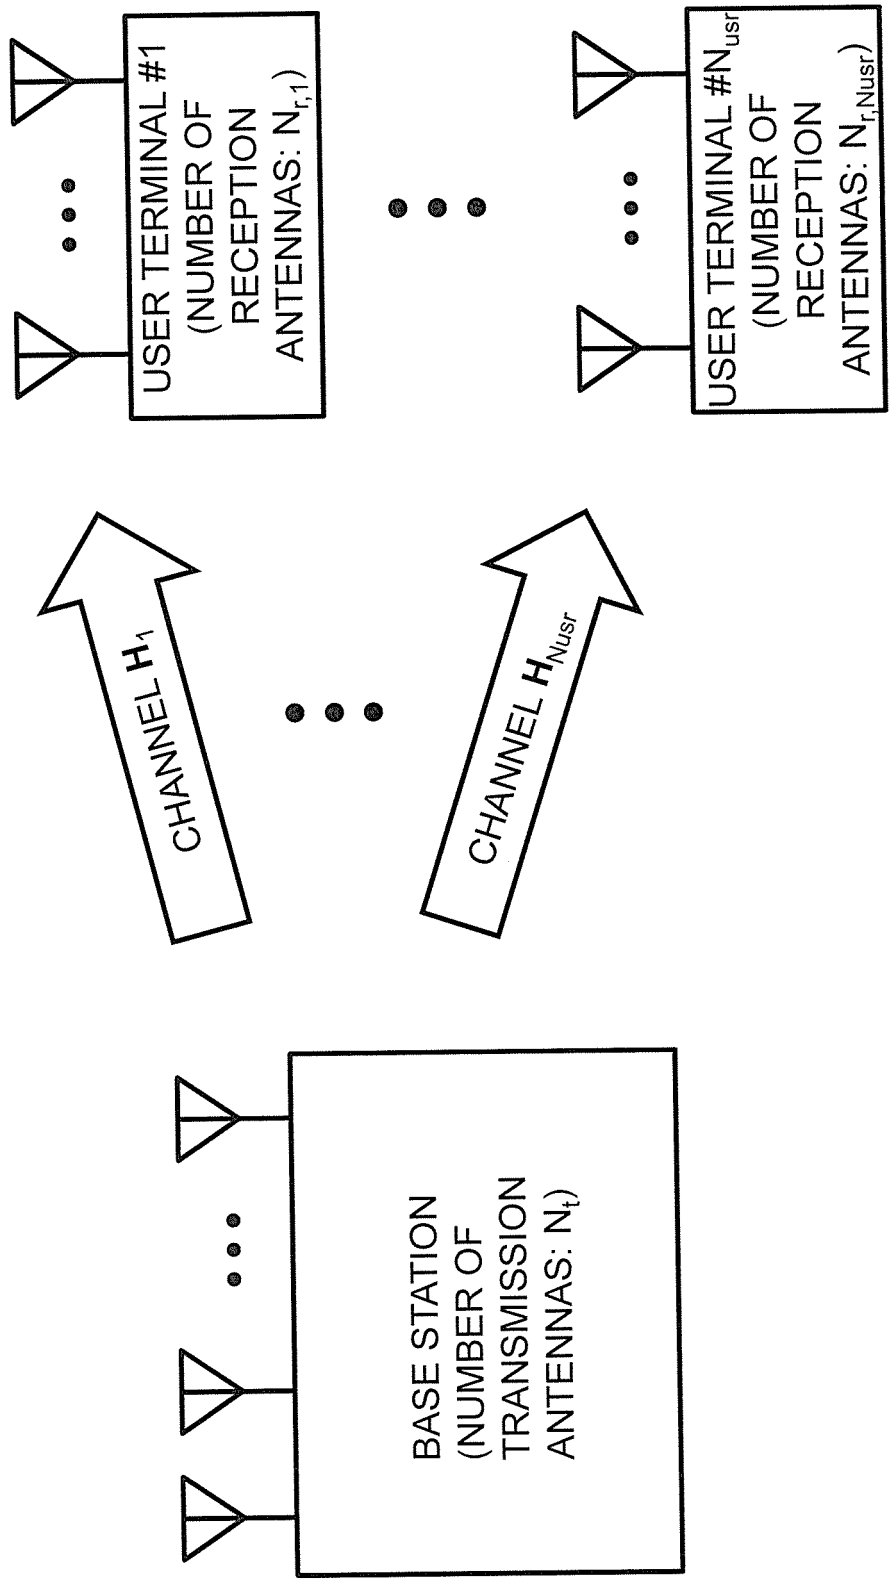 BASE STATION
(NUMBER OF
TRANSMISSION
ANTENNAS: Nt)
CHANNEL H1
CHANNEL HNusr
USER TERMINAL #1
(NUMBER OF
RECEPTION
ANTENNAS: Nr,1)
USER TERMINAL #Nusr
(NUMBER OF
RECEPTION
ANTENNAS: Nr,Nusr)